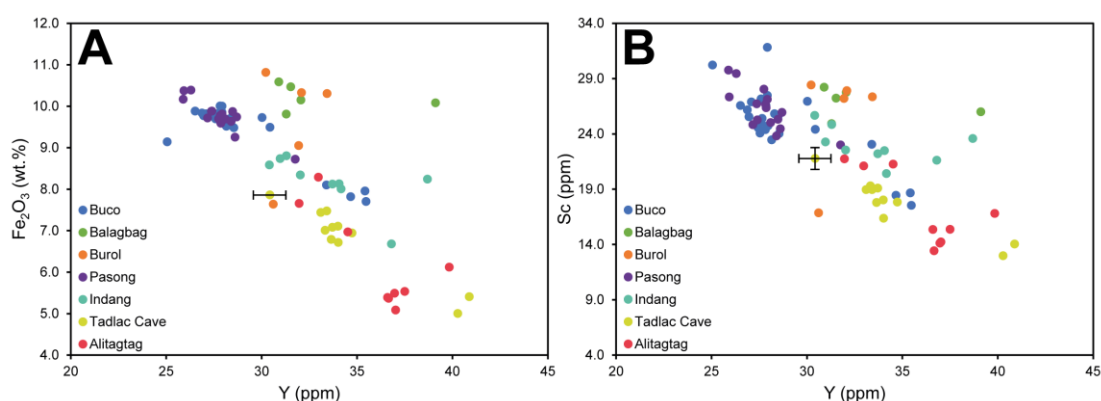 A
Fe2O3 (wt.%)
12.0
11.0
10.0
9.0
8.0
7.0
6.0
5.0
4.0
Buco
Balagbag
Burol
Pasong
Indang
Tadlac Cave
Alitagtag
20 25 30 35 40 45
Y (ppm)
B
Sc (ppm)
34.0
29.0
24.0
19.0
14.0
9.0
4.0
Buco
Balagbag
Burol
Pasong
Indang
Tadlac Cave
Alitagtag
20 25 30 35 40 45
Y (ppm)